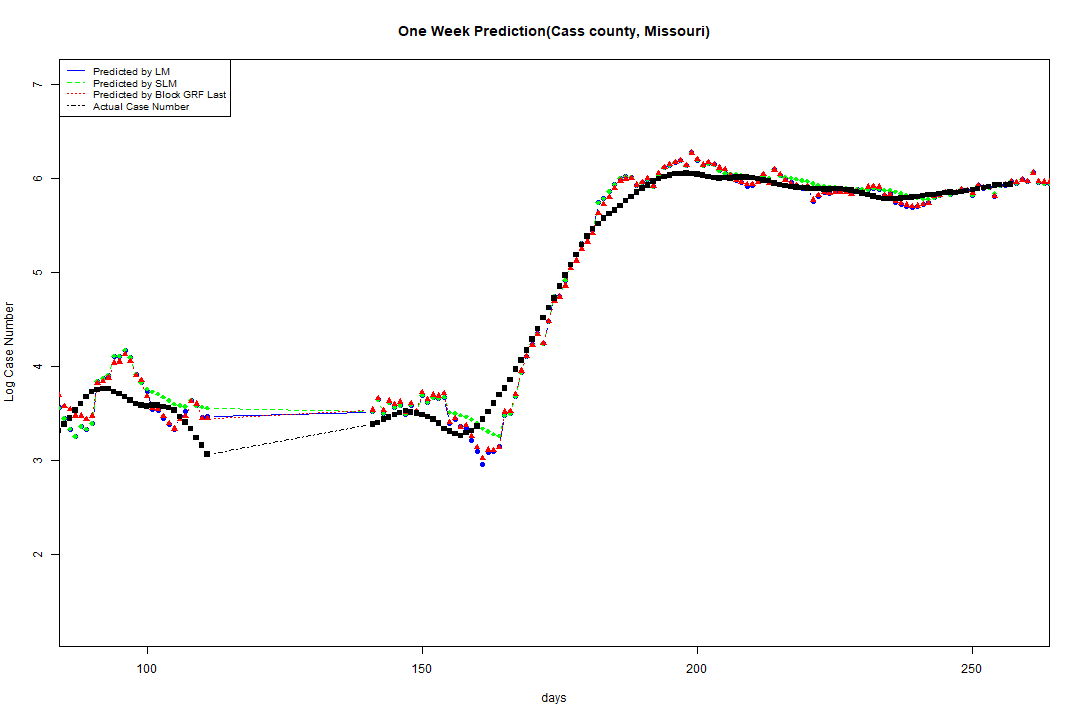 One Week Prediction(Cass county, Missouri)
Predicted by LM
Predicted by SLM
Predicted by Block GRF Last
Actual Case Number
7
6
5
4
3
2
Log Case Number
100 150 200 250
days